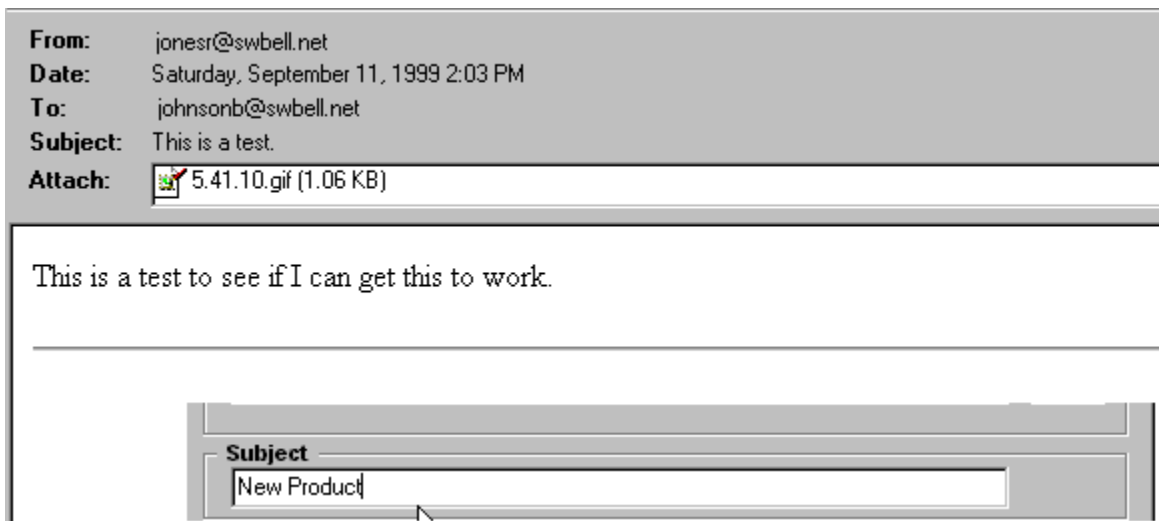 From: jonesr@swbell.net
Date: Saturday, September 11, 1999 2:03 PM
To: johnsonb@swbell.net
Subject: This is a test.
Attach: 5.41.10.gif (1.06 KB)
This is a test to see if I can get this to work.
Subject
New Product